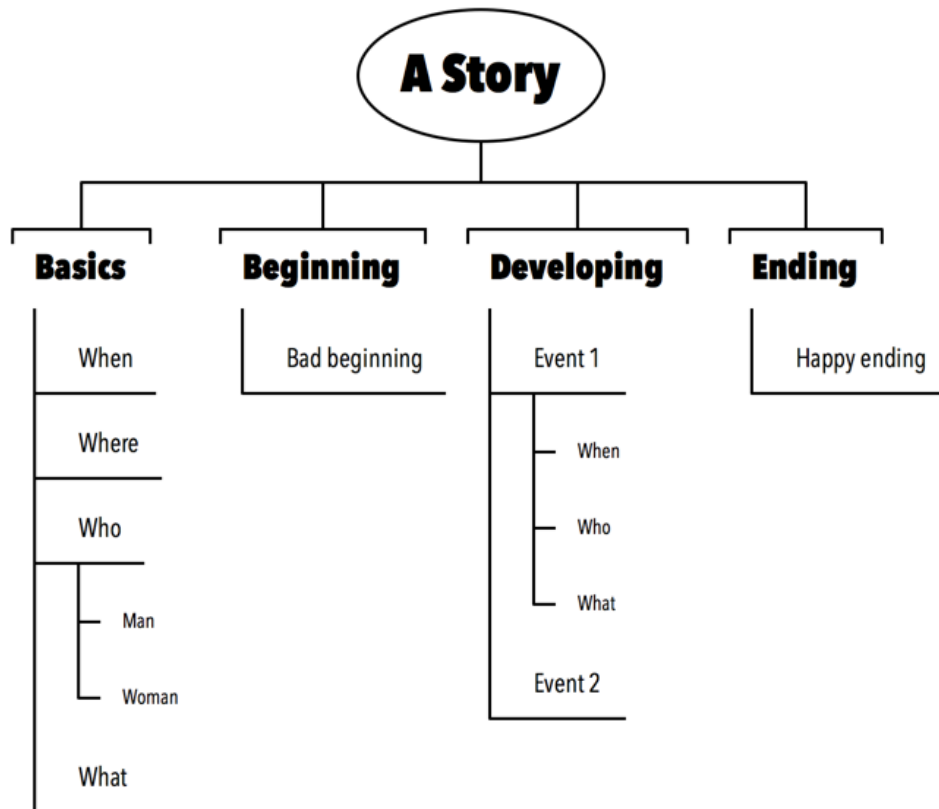 A Story
Basics
When
Where
Who
Man
Woman
What
Beginning
Bad beginning
Developing
Event 1
When
Who
What
Event 2
Ending
Happy ending